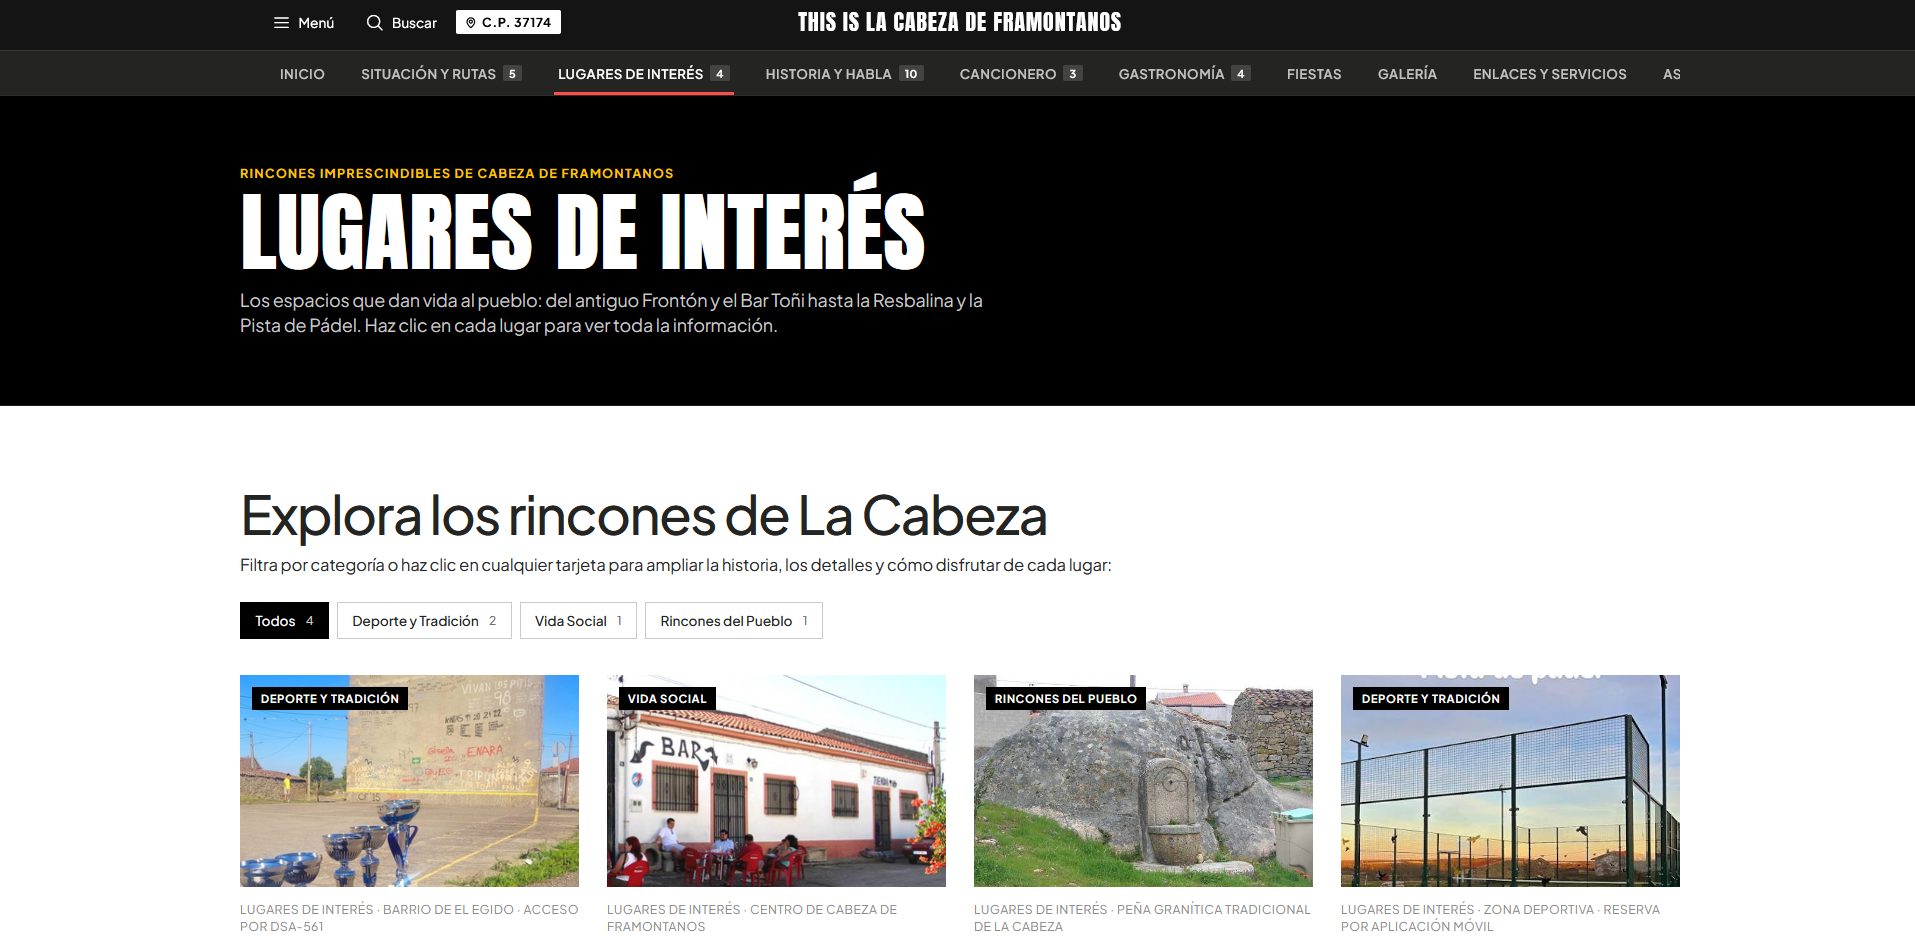 Menú
Buscar
C.P. 37174
THIS IS LA CABEZA DE FRAMONTANOS
INICIO
SITUACIÓN Y RUTAS 5
LUGARES DE INTERÉS 4
HISTORIA Y HABLA 10
CANCIONERO 3
GASTRONOMÍA 4
FIESTAS
GALERÍA
ENLACES Y SERVICIOS
AS
RINCONES IMPRESCINDIBLES DE CABEZA DE FRAMONTANOS
LUGARES DE INTERÉS
Los espacios que dan vida al pueblo: del antiguo Frontón y el Bar Toñi hasta la Resbalina y la
Pista de Pádel. Haz clic en cada lugar para ver toda la información.
Explora los rincones de La Cabeza
Filtra por categoría o haz clic en cualquier tarjeta para ampliar la historia, los detalles y cómo disfrutar de cada lugar:
Todos 4
Deporte y Tradición 2
Vida Social 1
Rincones del Pueblo 1
DEPORTE Y TRADICIÓN
VIVAN LOS PITIS
98
ENARA
LUGARES DE INTERÉS · BARRIO DE EL EGIDO · ACCESO
POR DSA-561
VIDA SOCIAL
BAR
LUGARES DE INTERÉS · CENTRO DE CABEZA DE
FRAMONTANOS
RINCONES DEL PUEBLO
LUGARES DE INTERÉS · PEÑA GRANÍTICA TRADICIONAL
DE LA CABEZA
DEPORTE Y TRADICIÓN
LUGARES DE INTERÉS · ZONA DEPORTIVA · RESERVA
POR APLICACIÓN MÓVIL